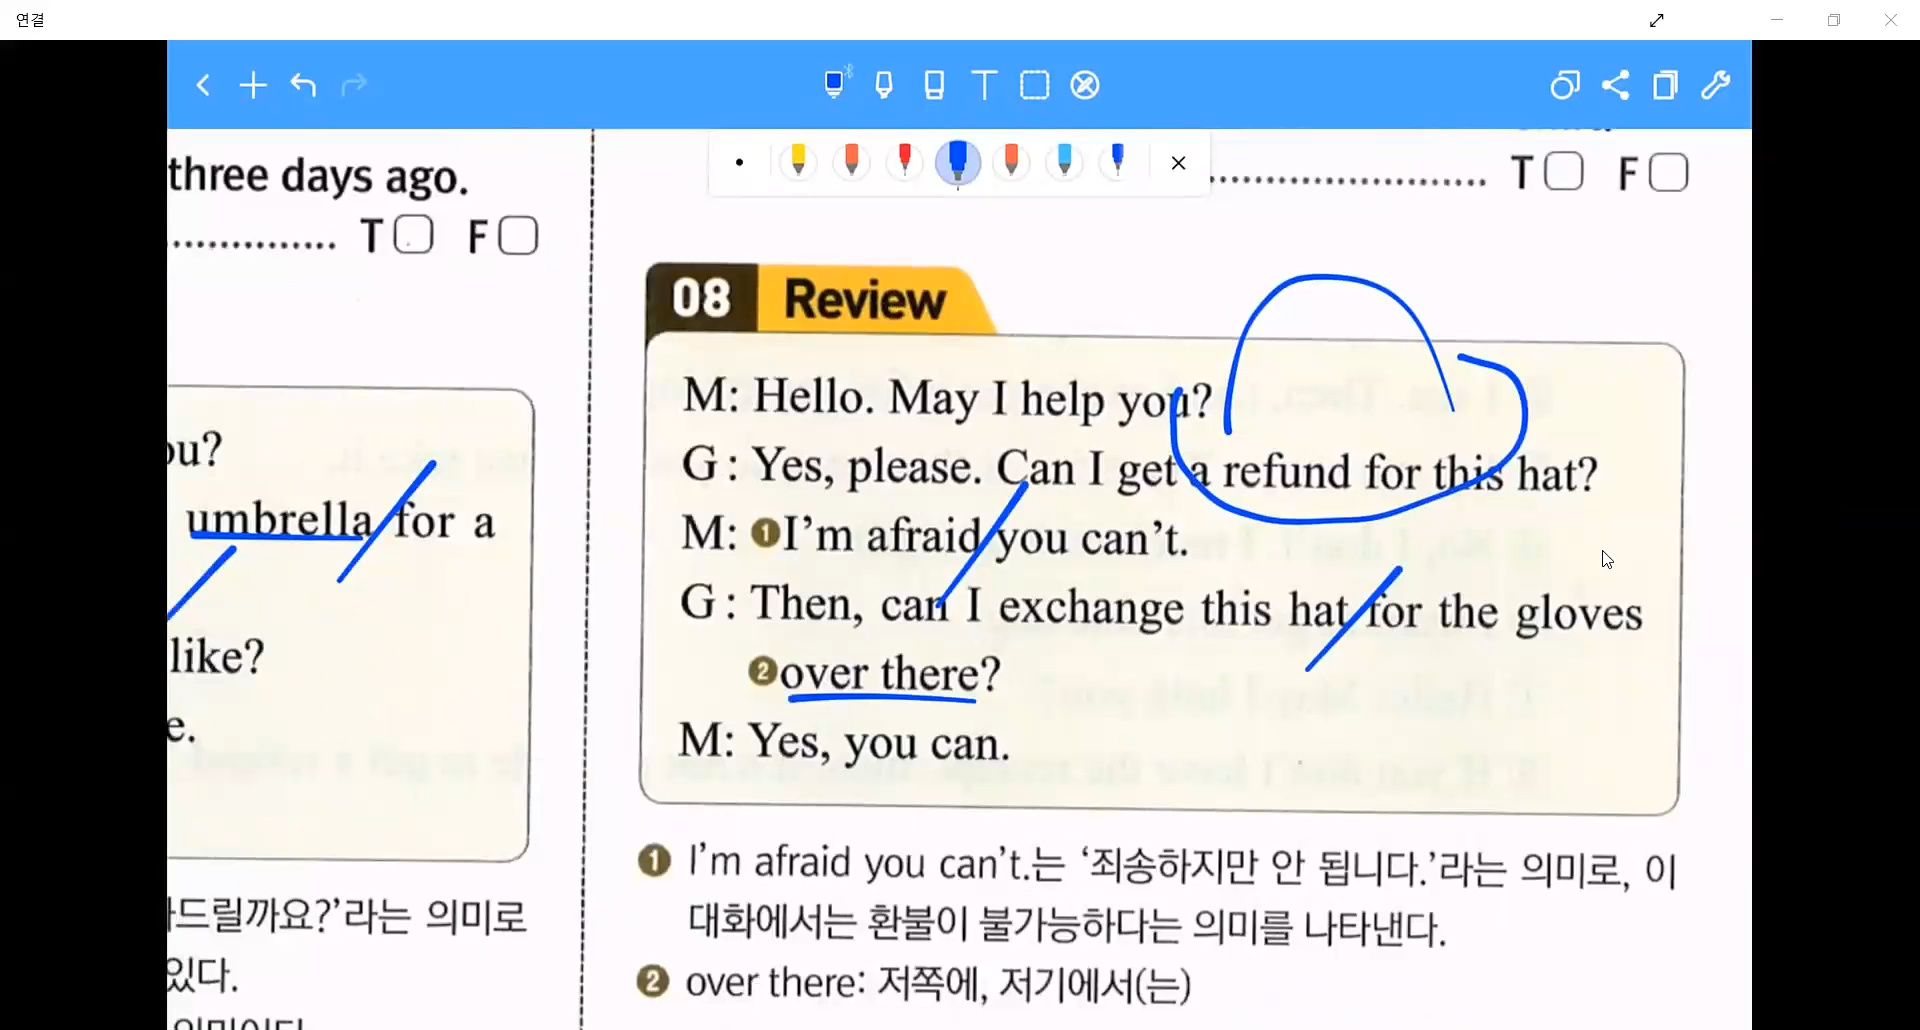 연결
three days ago.
T F
T F
ou?
umbrella for a
like?
e.
드릴까요?’라는 의미로
있다.
08 Review
M: Hello. May I help you?
G: Yes, please. Can I get a refund for this hat?
M: ❶I’m afraid you can’t.
G: Then, can I exchange this hat for the gloves
❷over there?
M: Yes, you can.
❶ I’m afraid you can’t.는 ‘죄송하지만 안 됩니다.’라는 의미로, 이
대화에서는 환불이 불가능하다는 의미를 나타낸다.
❷ over there: 저쪽에, 저기에서(는)